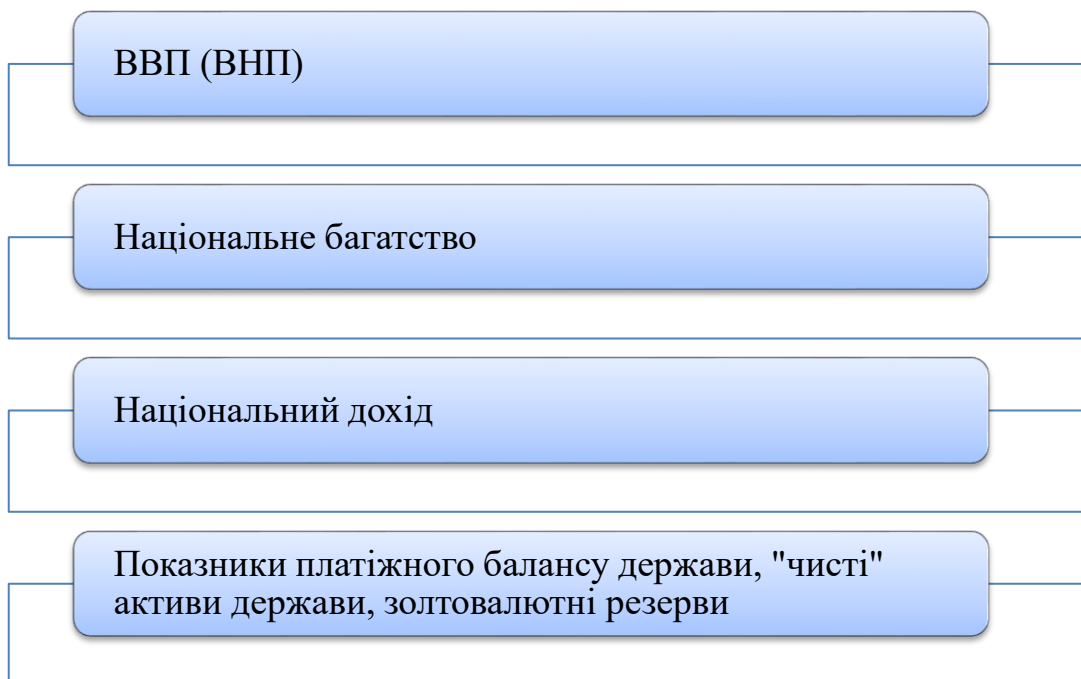 ВВП (ВНП)
Національне багатство
Національний дохід
Показники платіжного балансу держави, "чисті"
активи держави, золтовалютні резерви